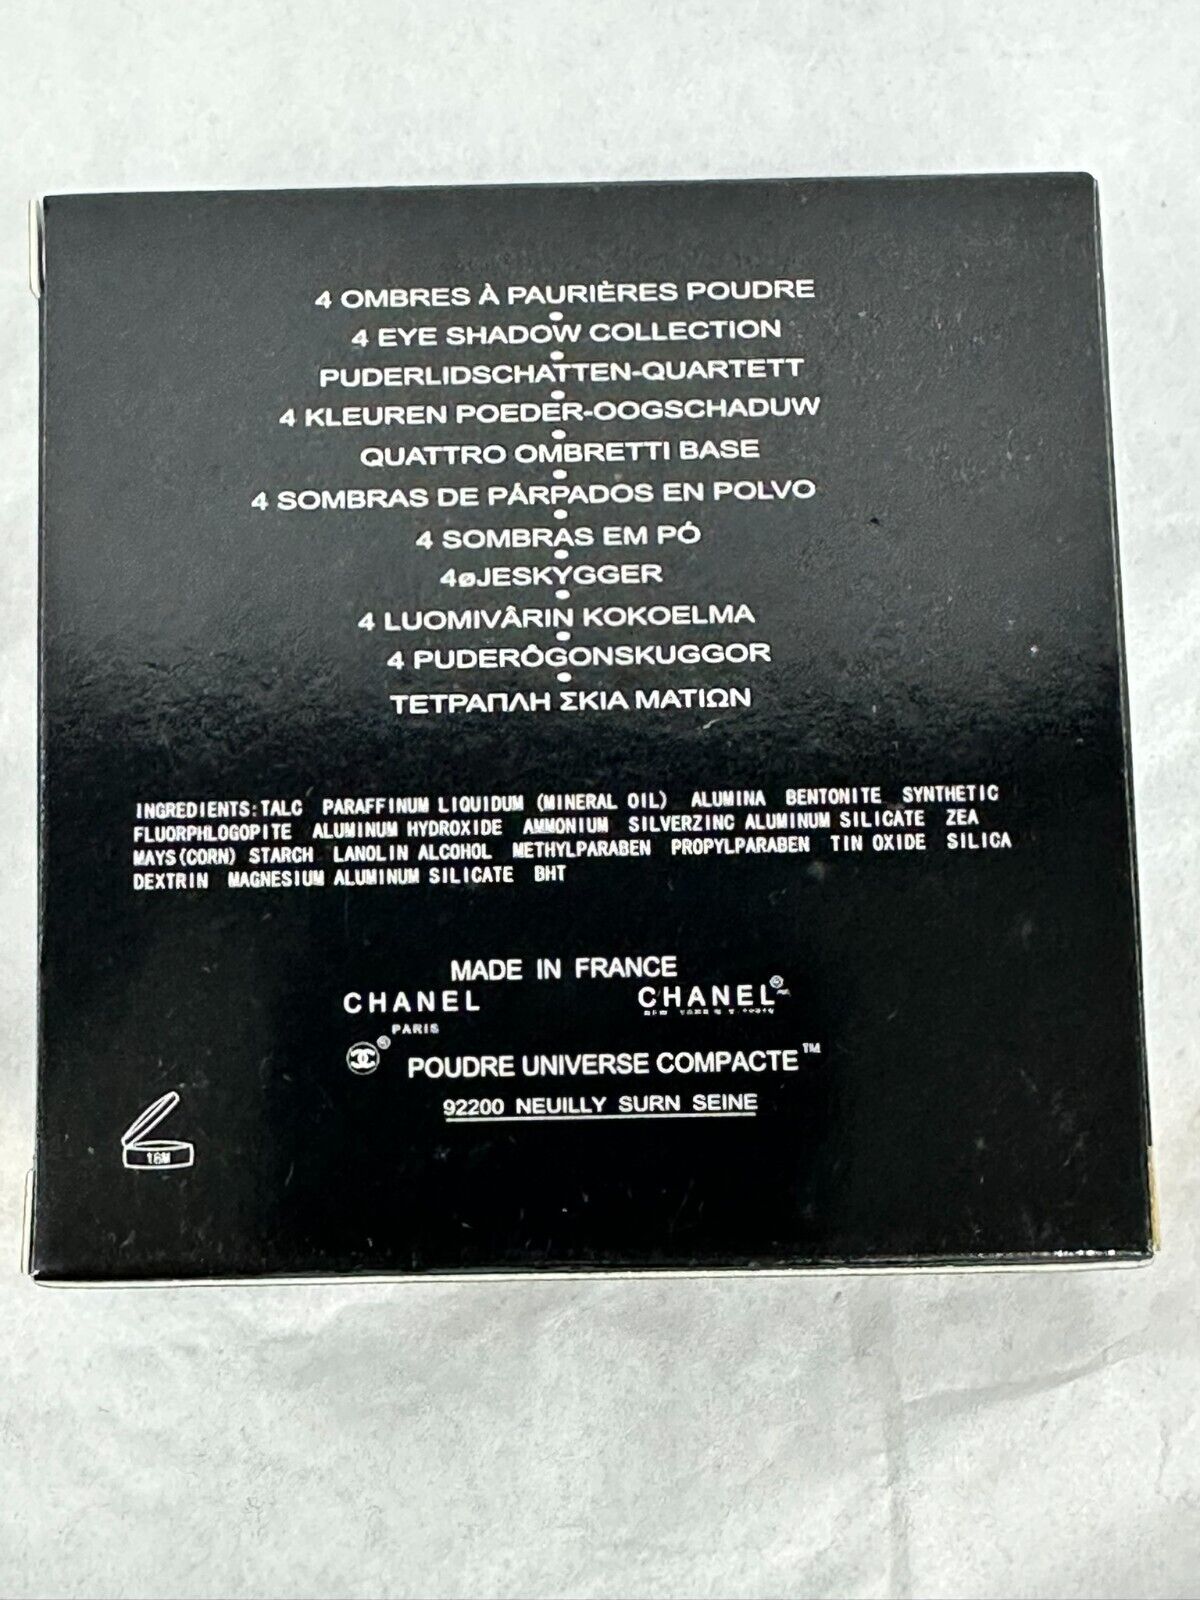 4 OMBRES À PAURIÈRES POUDRE
4 EYE SHADOW COLLECTION
PUDERLIDSCHATTEN-QUARTETT
4 KLEUREN POEDER-OOGSCHADUW
QUATTRO OMBRETTI BASE
4 SOMBRAS DE PÁRPADOS EN POLVO
4 SOMBRAS EM PÓ
4øJESKYGGER
4 LUOMIVÂRIN KOKOELMA
4 PUDERÔGONSKUGGOR
ΤΕΤΡΑΠΛΗ ΣΚΙΑ ΜΑΤΙΩΝ
INGREDIENTS:TALC PARAFFINUM LIQUIDUM (MINERAL OIL) ALUMINA BENTONITE SYNTHETIC
FLUORPHLOGOPITE ALUMINUM HYDROXIDE AMMONIUM SILVERZINC ALUMINUM SILICATE ZEA
MAYS(CORN) STARCH LANOLIN ALCOHOL METHYLPARABEN PROPYLPARABEN TIN OXIDE SILICA
DEXTRIN MAGNESIUM ALUMINUM SILICATE BHT
MADE IN FRANCE
CHANEL CHANEL®
PARIS
® POUDRE UNIVERSE COMPACTE™
92200 NEUILLY SURN SEINE